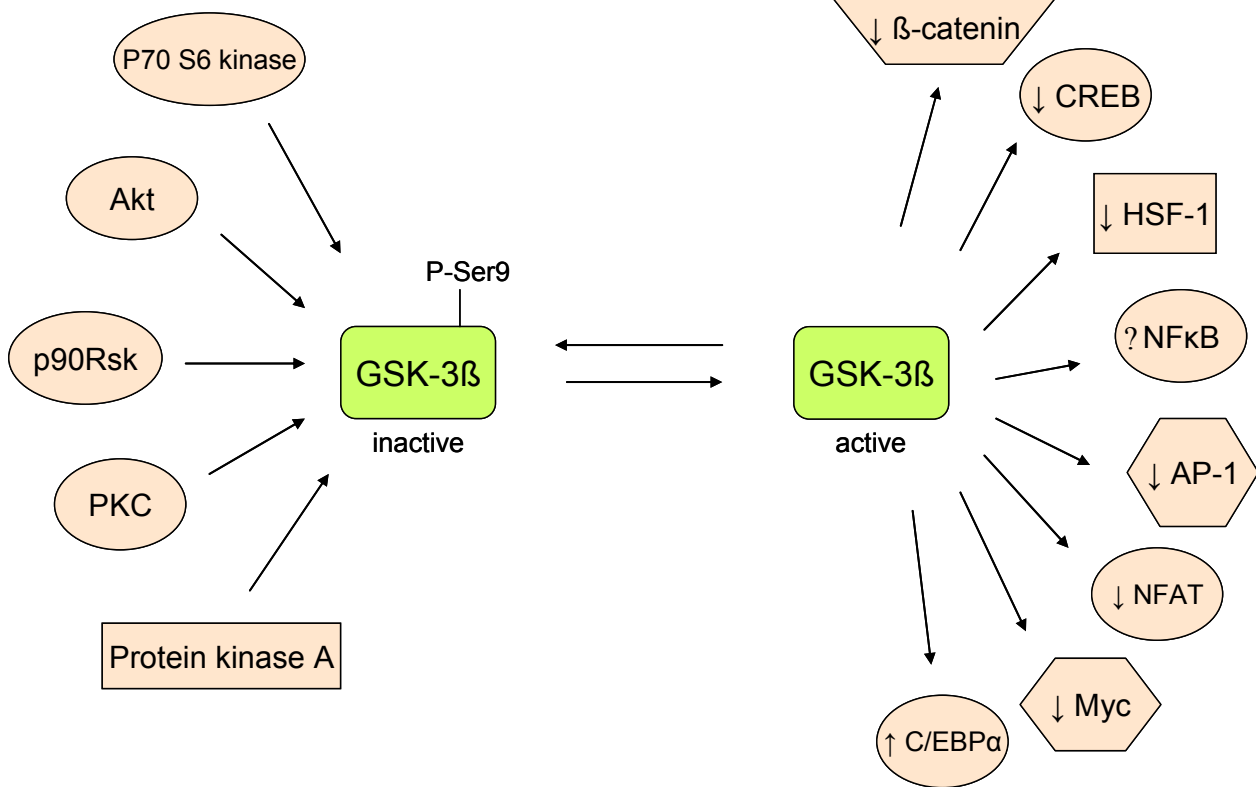 P70 S6 kinase
Akt
p90Rsk
PKC
Protein kinase A
P-Ser9
GSK-3ß
inactive
GSK-3ß
active
↓ ß-catenin
↓ CREB
↓ HSF-1
? NFκB
↓ AP-1
↓ NFAT
↓ Myc
↑ C/EBPα